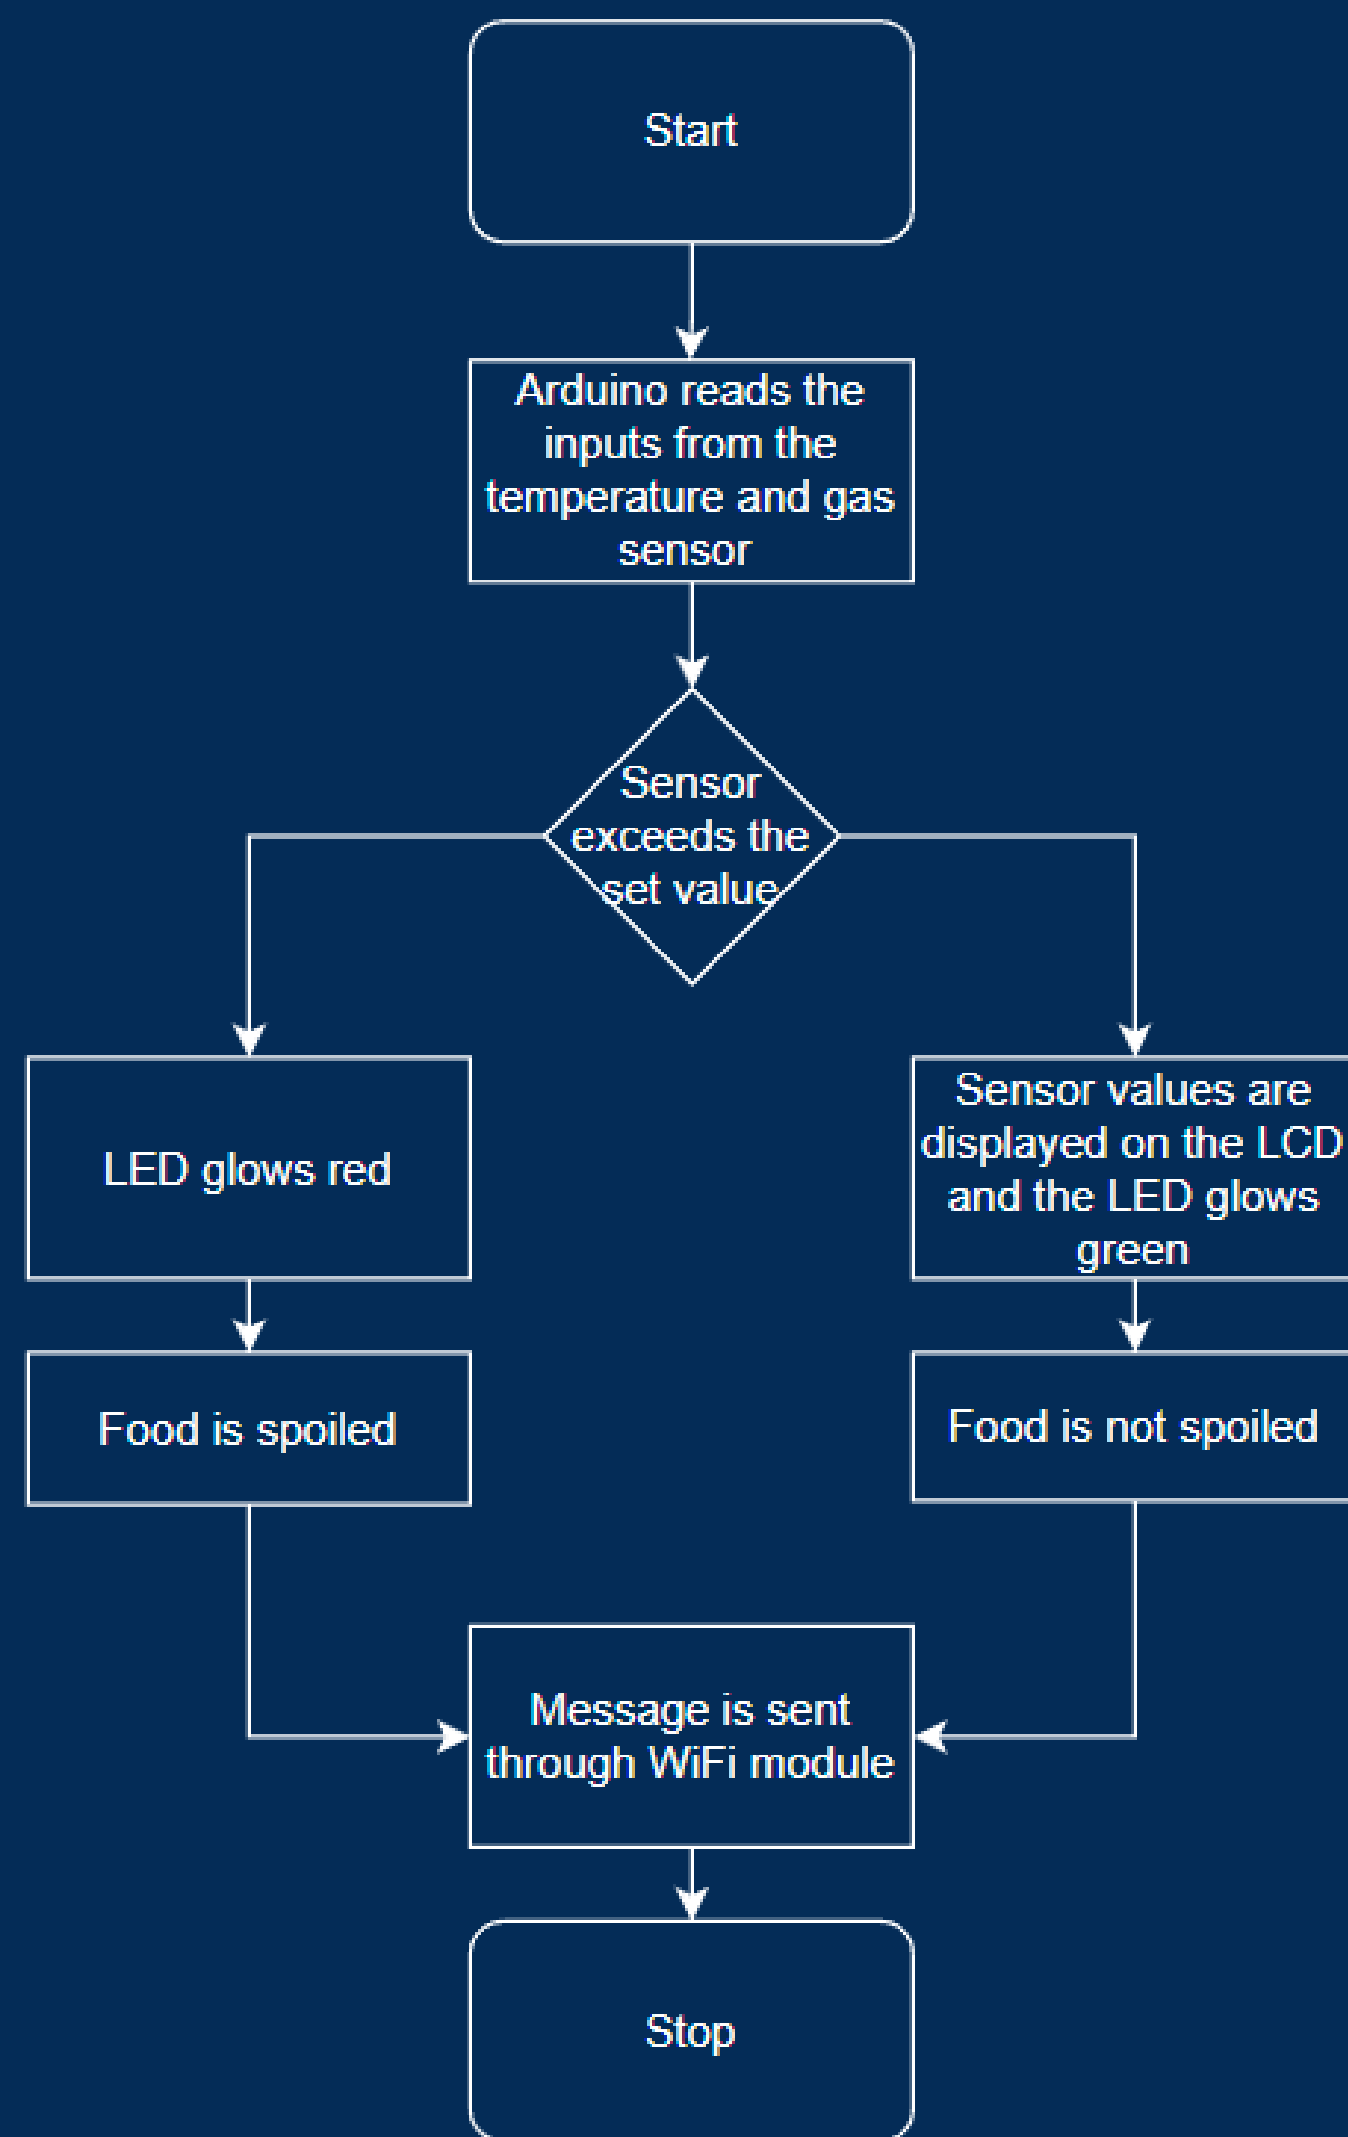 Start
Arduino reads the
inputs from the
temperature and gas
sensor
Sensor
exceeds the
set value
LED glows red
Sensor values are
displayed on the LCD
and the LED glows
green
Food is spoiled
Food is not spoiled
Message is sent
through WiFi module
Stop